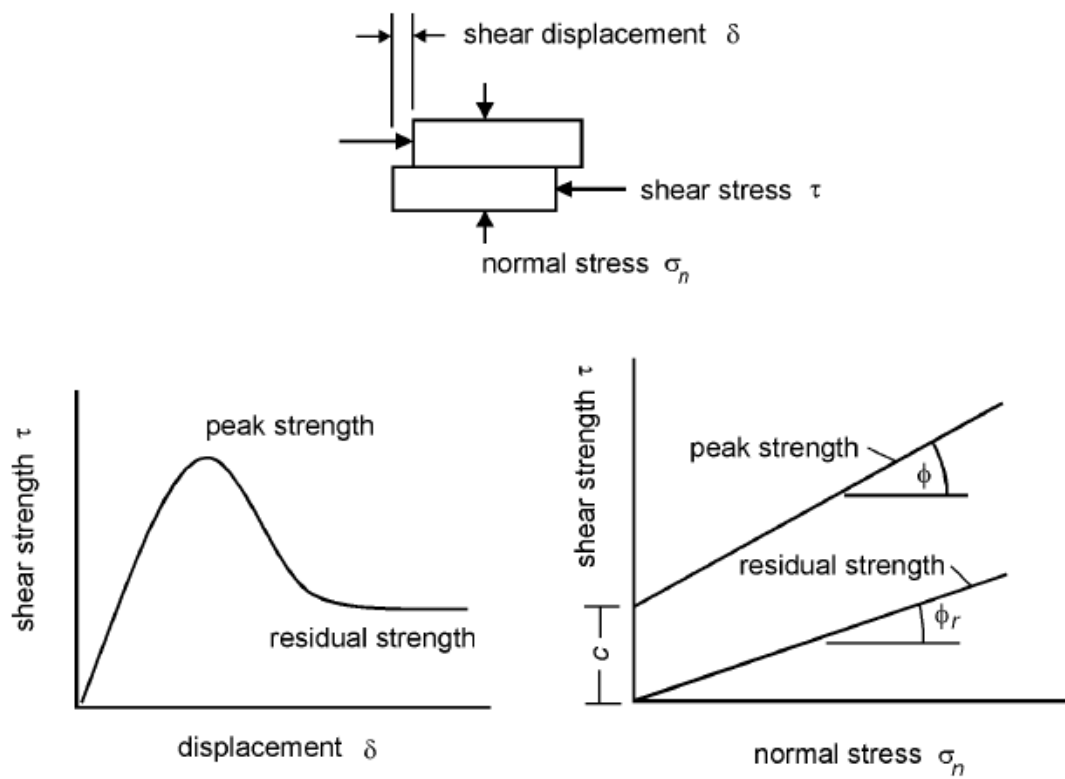 shear displacement δ
shear stress τ
normal stress σn
shear strength τ
peak strength
residual strength
displacement δ
shear strength τ
peak strength
ϕ
residual strength
ϕr
c
normal stress σn